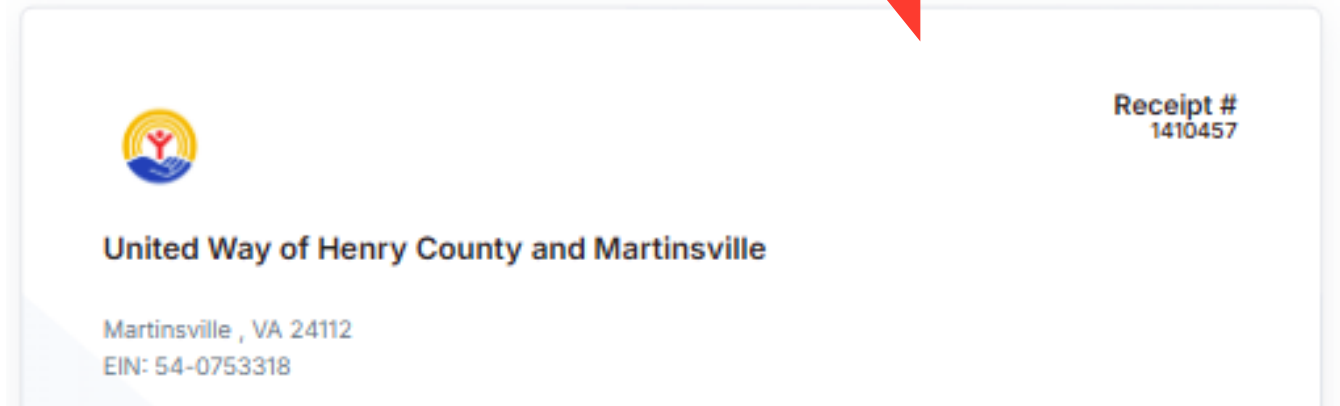 Receipt #
1410457
United Way of Henry County and Martinsville
Martinsville , VA 24112
EIN: 54-0753318